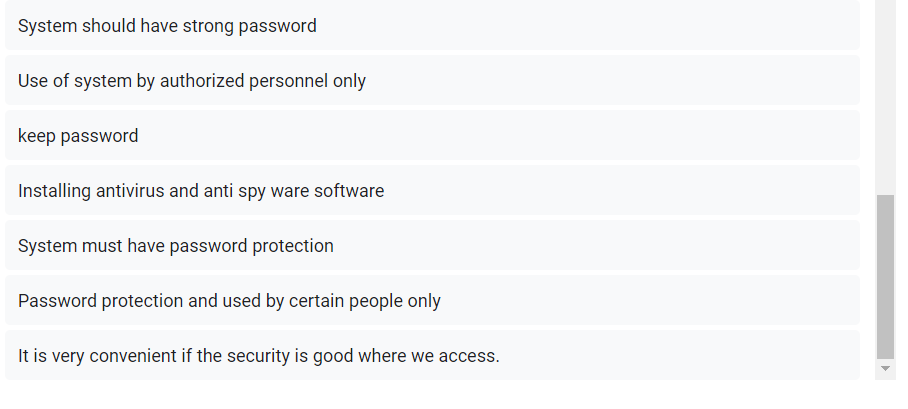 System should have strong password
Use of system by authorized personnel only
keep password
Installing antivirus and anti spy ware software
System must have password protection
Password protection and used by certain people only
It is very convenient if the security is good where we access.